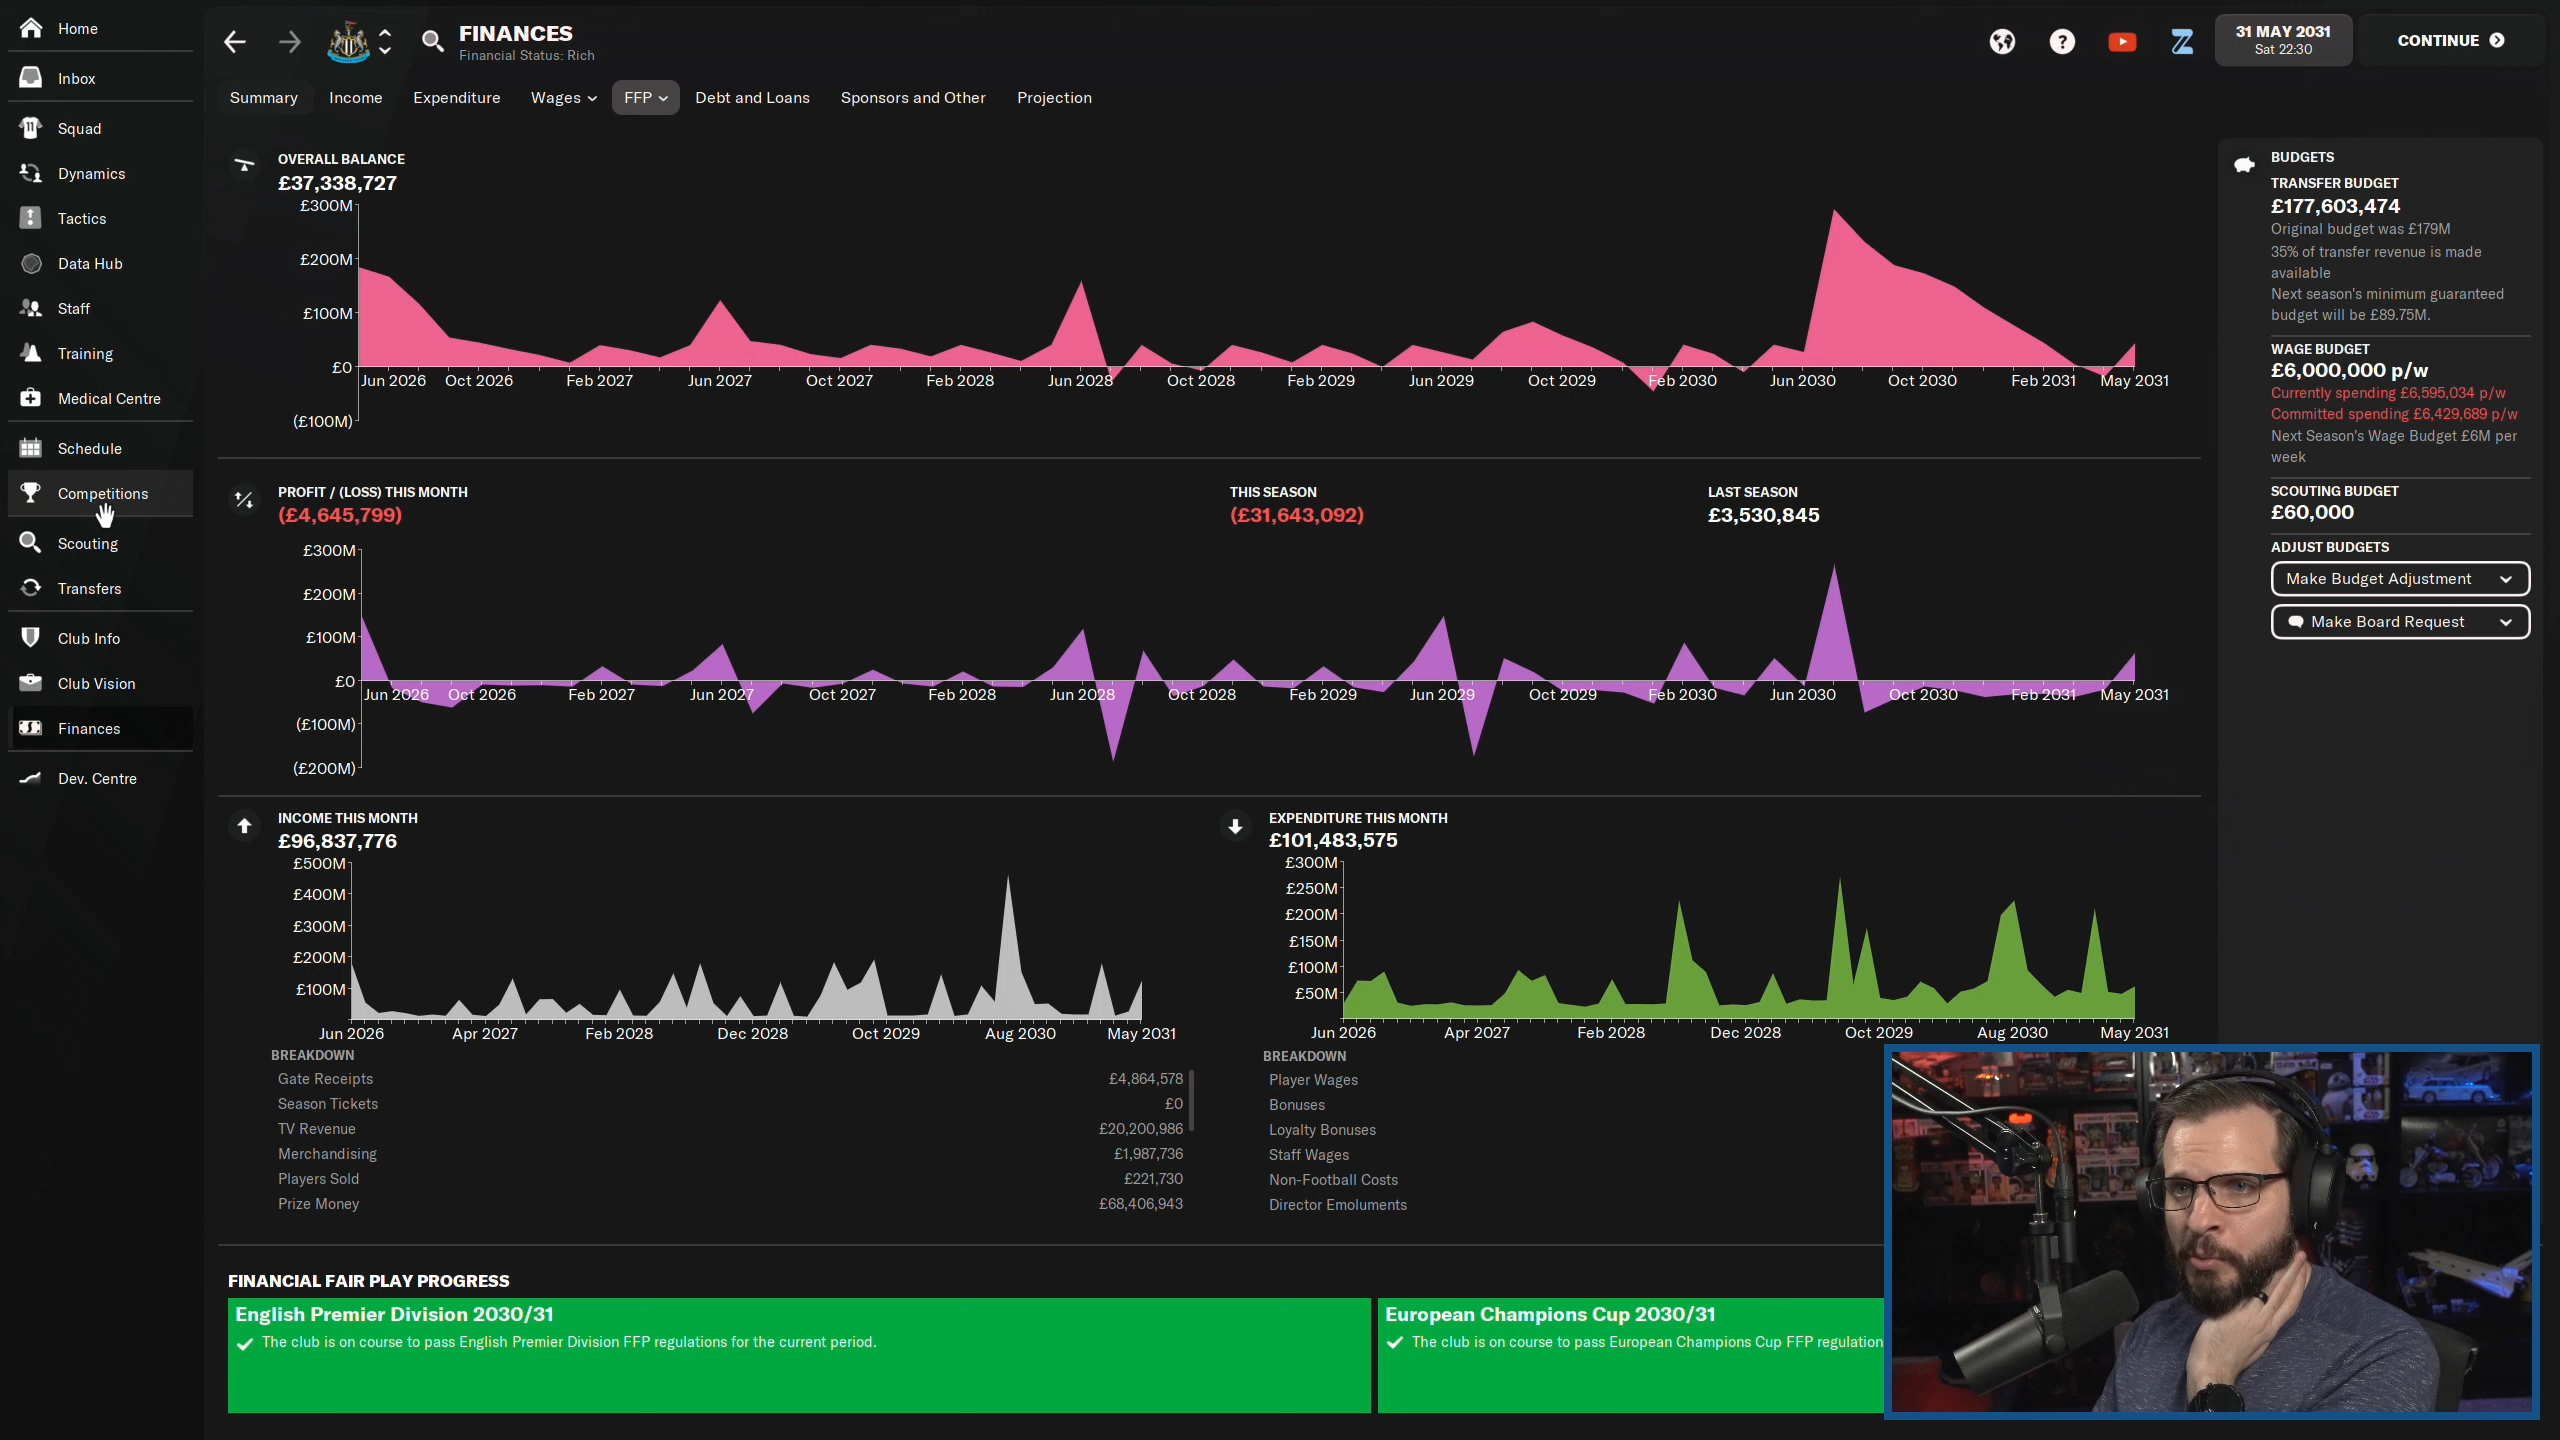 Home
Inbox
Squad
Dynamics
Tactics
Data Hub
Staff
Training
Medical Centre
Schedule
Competitions
Scouting
Transfers
Club Info
Club Vision
Finances
Dev. Centre
FINANCES
Financial Status: Rich
31 MAY 2031
Sat 22:30
CONTINUE
Summary Income Expenditure Wages FFP Debt and Loans Sponsors and Other Projection
OVERALL BALANCE
£37,338,727
£300M
£200M
£100M
£0
(£100M)
Jun 2026 Oct 2026 Feb 2027 Jun 2027 Oct 2027 Feb 2028 Jun 2028 Oct 2028 Feb 2029 Jun 2029 Oct 2029 Feb 2030 Jun 2030 Oct 2030 Feb 2031 May 2031
PROFIT / (LOSS) THIS MONTH
(£4,645,799)
THIS SEASON
(£31,643,092)
LAST SEASON
£3,530,845
£300M
£200M
£100M
£0
(£100M)
(£200M)
Jun 2026 Oct 2026 Feb 2027 Jun 2027 Oct 2027 Feb 2028 Jun 2028 Oct 2028 Feb 2029 Jun 2029 Oct 2029 Feb 2030 Jun 2030 Oct 2030 Feb 2031 May 2031
INCOME THIS MONTH
£96,837,776
£500M
£400M
£300M
£200M
£100M
Jun 2026 Apr 2027 Feb 2028 Dec 2028 Oct 2029 Aug 2030 May 2031
BREAKDOWN
Gate Receipts £4,864,578
Season Tickets £0
TV Revenue £20,200,986
Merchandising £1,987,736
Players Sold £221,730
Prize Money £68,406,943
EXPENDITURE THIS MONTH
£101,483,575
£300M
£250M
£200M
£150M
£100M
£50M
Jun 2026 Apr 2027 Feb 2028 Dec 2028 Oct 2029 Aug 2030 May 2031
BREAKDOWN
Player Wages
Bonuses
Loyalty Bonuses
Staff Wages
Non-Football Costs
Director Emoluments
FINANCIAL FAIR PLAY PROGRESS
English Premier Division 2030/31
The club is on course to pass English Premier Division FFP regulations for the current period.
European Champions Cup 2030/31
The club is on course to pass European Champions Cup FFP regulation
BUDGETS
TRANSFER BUDGET
£177,603,474
Original budget was £179M
35% of transfer revenue is made
available
Next season's minimum guaranteed
budget will be £89.75M.
WAGE BUDGET
£6,000,000 p/w
Currently spending £6,595,034 p/w
Committed spending £6,429,689 p/w
Next Season's Wage Budget £6M per
week
SCOUTING BUDGET
£60,000
ADJUST BUDGETS
Make Budget Adjustment
Make Board Request